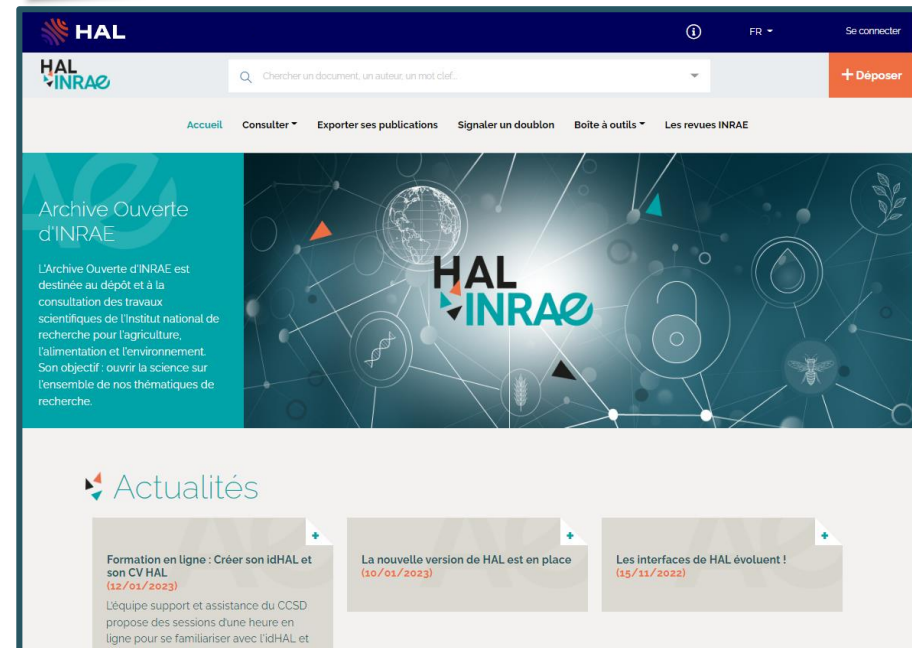 HAL
FR
Se connecter
HAL
INRAE
Chercher un document, un auteur, un mot clef...
+ Déposer
Accueil
Consulter
Exporter ses publications
Signaler un doublon
Boîte à outils
Les revues INRAE
Archive Ouverte
d'INRAE
L'Archive Ouverte d'INRAE est
destinée au dépôt et à la
consultation des travaux
scientifiques de l'Institut national de
recherche pour l'agriculture,
l'alimentation et l'environnement.
Son objectif : ouvrir la science sur
l'ensemble de nos thématiques de
recherche.
HAL
INRAE
Actualités
Formation en ligne : Créer son idHAL et
son CV HAL
(12/01/2023)
L'équipe support et assistance du CCSD
propose des sessions d'une heure en
ligne pour se familiariser avec l'idHAL et
La nouvelle version de HAL est en place
(10/01/2023)
Les interfaces de HAL évoluent !
(15/11/2022)